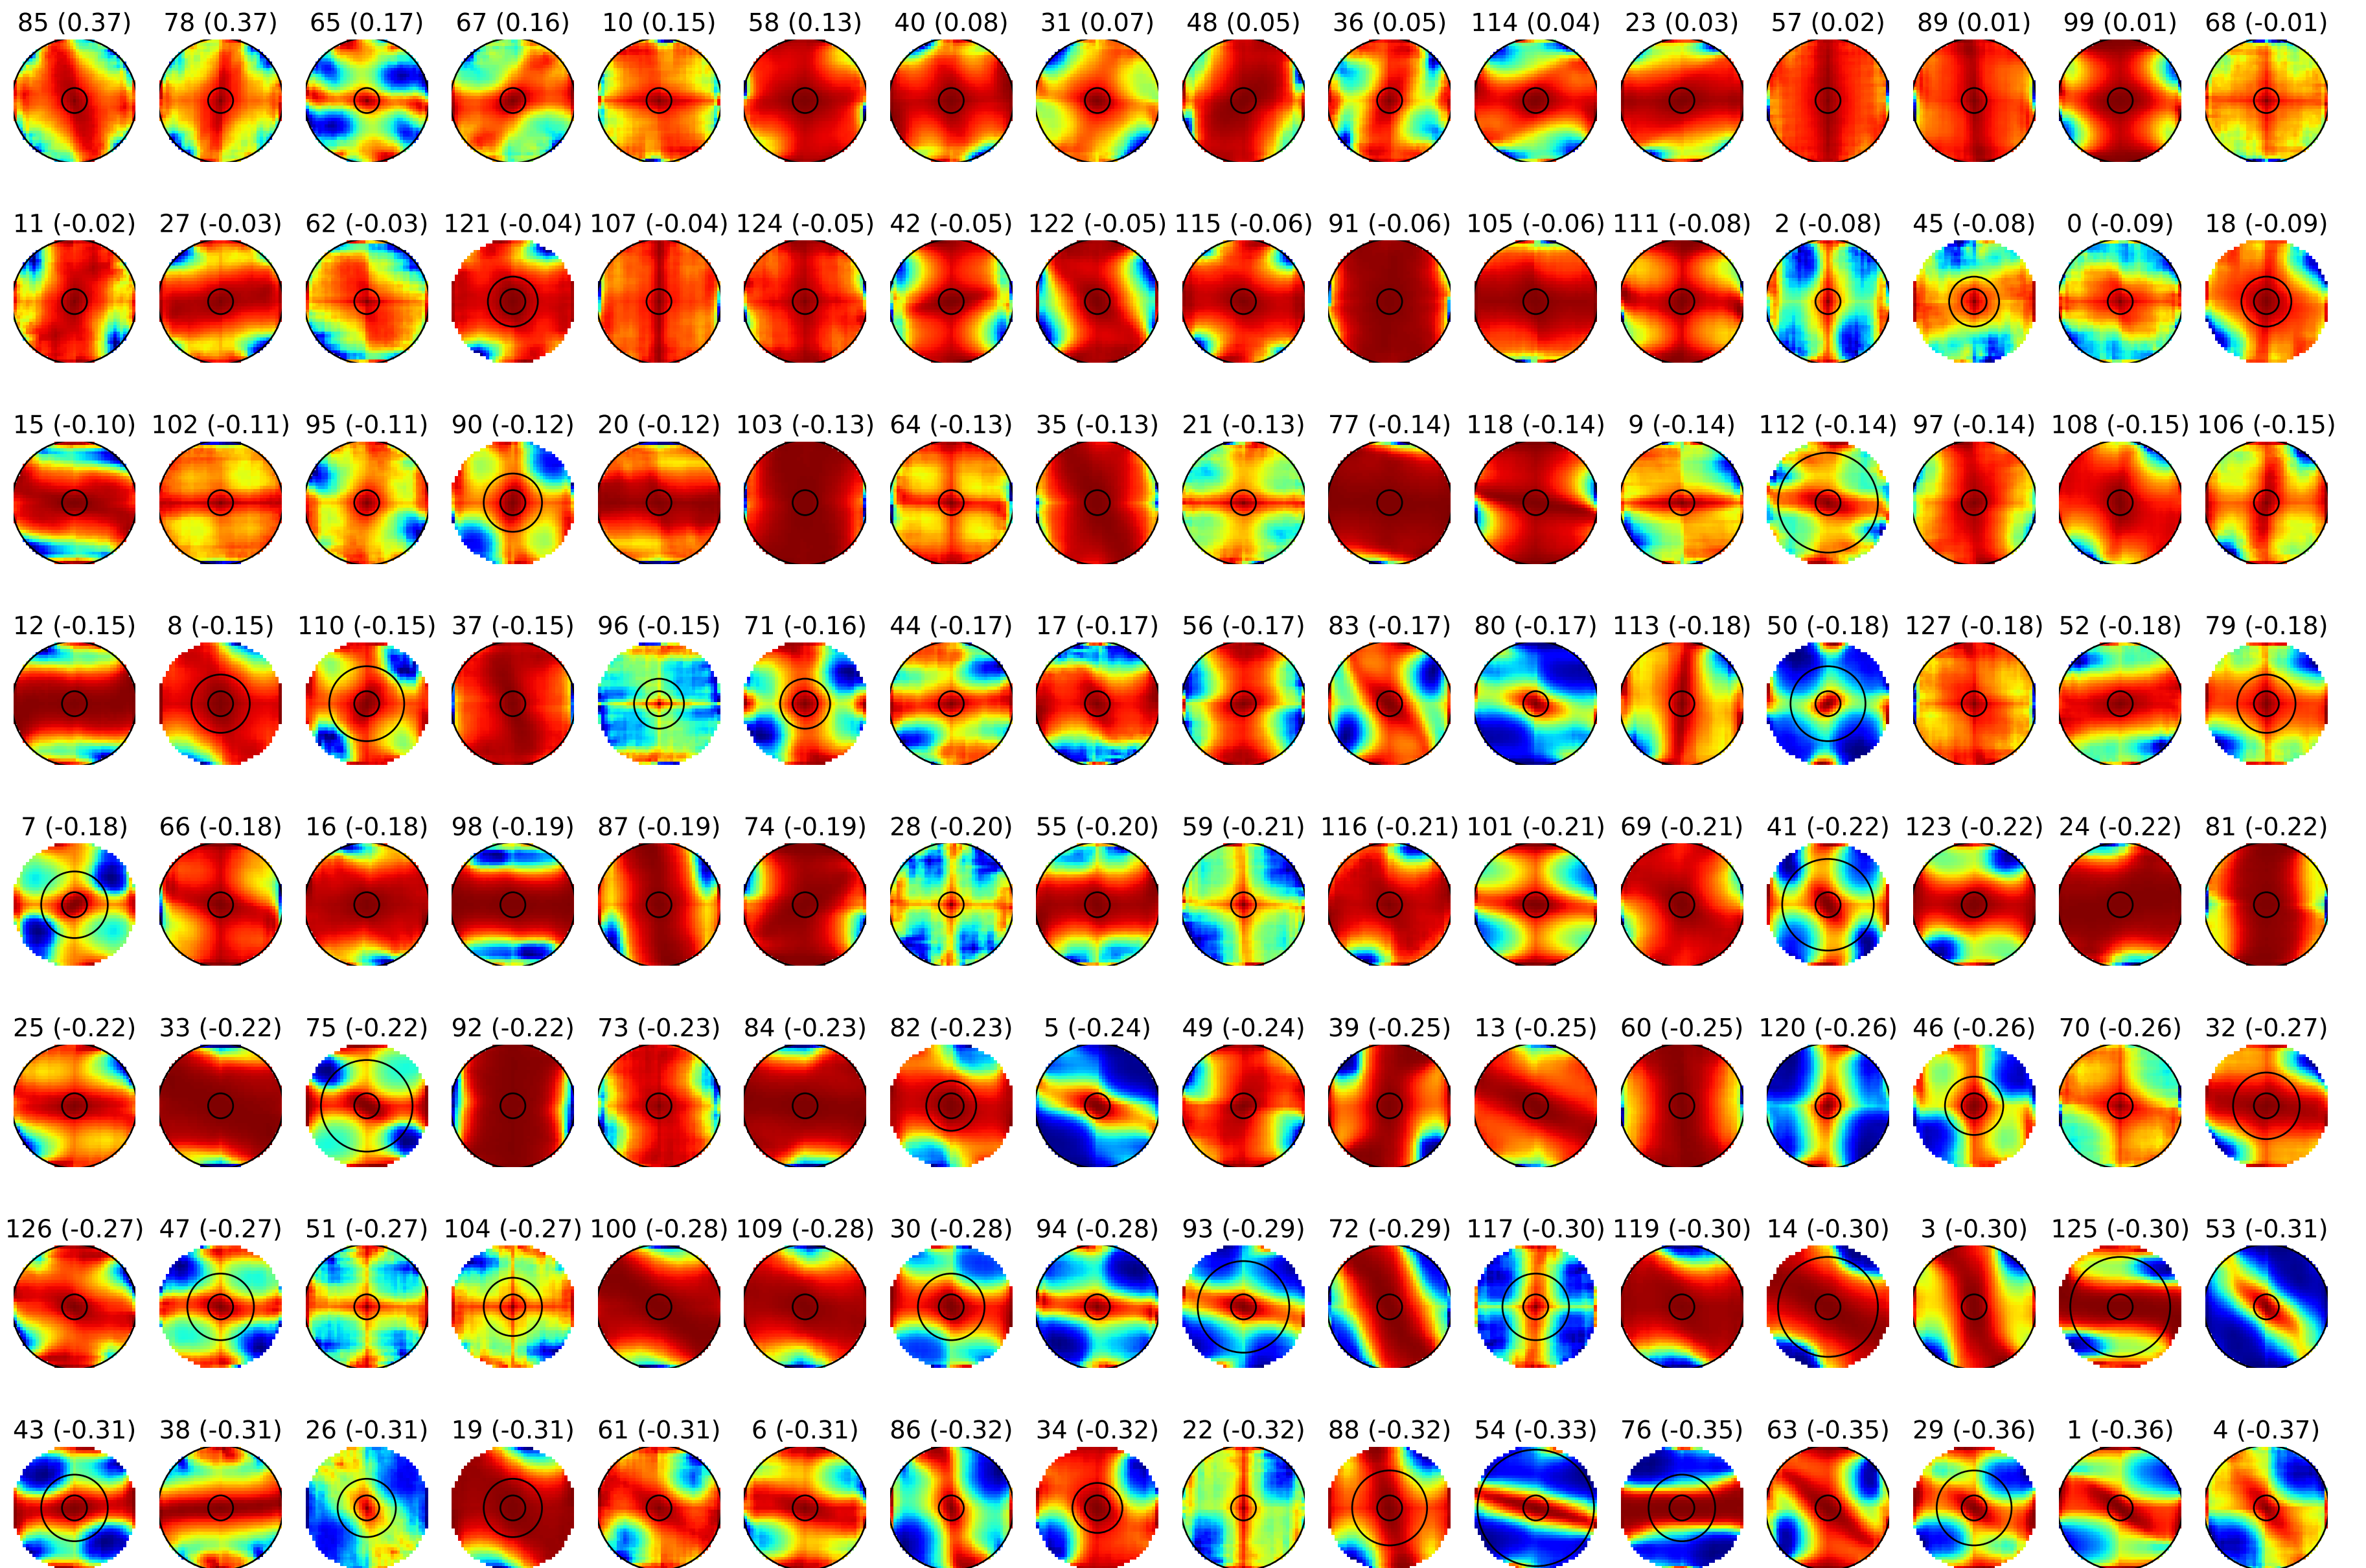 85 (0.37) 78 (0.37) 65 (0.17) 67 (0.16) 10 (0.15) 58 (0.13) 40 (0.08) 31 (0.07) 48 (0.05) 36 (0.05) 114 (0.04) 23 (0.03) 57 (0.02) 89 (0.01) 99 (0.01) 68 (-0.01)
11 (-0.02) 27 (-0.03) 62 (-0.03) 121 (-0.04) 107 (-0.04) 124 (-0.05) 42 (-0.05) 122 (-0.05) 115 (-0.06) 91 (-0.06) 105 (-0.06) 111 (-0.08) 2 (-0.08) 45 (-0.08) 0 (-0.09) 18 (-0.09)
15 (-0.10) 102 (-0.11) 95 (-0.11) 90 (-0.12) 20 (-0.12) 103 (-0.13) 64 (-0.13) 35 (-0.13) 21 (-0.13) 77 (-0.14) 118 (-0.14) 9 (-0.14) 112 (-0.14) 97 (-0.14) 108 (-0.15) 106 (-0.15)
12 (-0.15) 8 (-0.15) 110 (-0.15) 37 (-0.15) 96 (-0.15) 71 (-0.16) 44 (-0.17) 17 (-0.17) 56 (-0.17) 83 (-0.17) 80 (-0.17) 113 (-0.18) 50 (-0.18) 127 (-0.18) 52 (-0.18) 79 (-0.18)
7 (-0.18) 66 (-0.18) 16 (-0.18) 98 (-0.19) 87 (-0.19) 74 (-0.19) 28 (-0.20) 55 (-0.20) 59 (-0.21) 116 (-0.21) 101 (-0.21) 69 (-0.21) 41 (-0.22) 123 (-0.22) 24 (-0.22) 81 (-0.22)
25 (-0.22) 33 (-0.22) 75 (-0.22) 92 (-0.22) 73 (-0.23) 84 (-0.23) 82 (-0.23) 5 (-0.24) 49 (-0.24) 39 (-0.25) 13 (-0.25) 60 (-0.25) 120 (-0.26) 46 (-0.26) 70 (-0.26) 32 (-0.27)
126 (-0.27) 47 (-0.27) 51 (-0.27) 104 (-0.27) 100 (-0.28) 109 (-0.28) 30 (-0.28) 94 (-0.28) 93 (-0.29) 72 (-0.29) 117 (-0.30) 119 (-0.30) 14 (-0.30) 3 (-0.30) 125 (-0.30) 53 (-0.31)
43 (-0.31) 38 (-0.31) 26 (-0.31) 19 (-0.31) 61 (-0.31) 6 (-0.31) 86 (-0.32) 34 (-0.32) 22 (-0.32) 88 (-0.32) 54 (-0.33) 76 (-0.35) 63 (-0.35) 29 (-0.36) 1 (-0.36) 4 (-0.37)